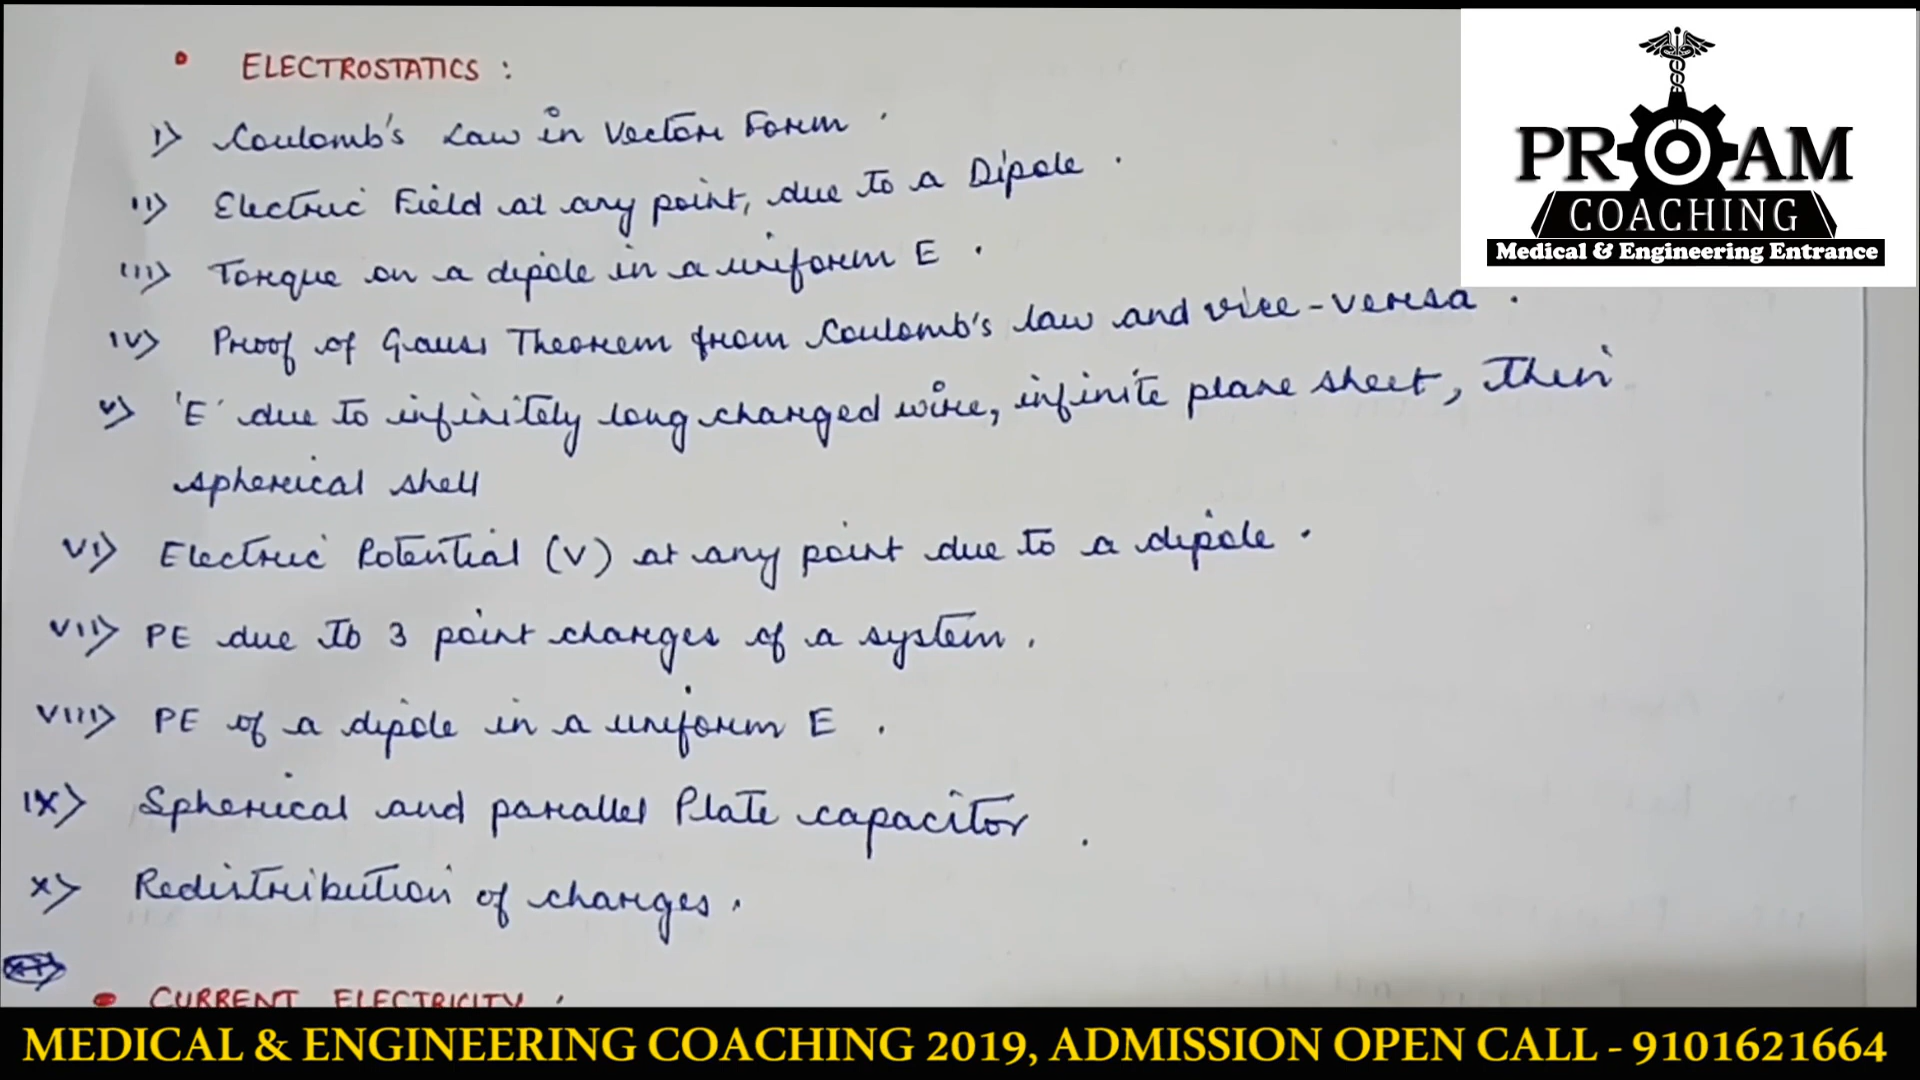 • ELECTROSTATICS :
i> Coulomb's Law in Vector Form .
ii> Electric Field at any point, due to a Dipole .
iii> Torque on a dipole in a uniform E .
iv> Proof of Gauss Theorem from Coulomb's law and vice-versa .
v> 'E' due to infinitely long charged wire, infinite plane sheet, Thin
spherical shell
vi> Electric Potential (V) at any point due to a dipole .
vii> PE due to 3 point charges of a system .
viii> PE of a dipole in a uniform E .
ix> Spherical and parallel Plate capacitor .
x> Redistribution of charges .
• CURRENT ELECTRICITY :
PROAM
COACHING
Medical & Engineering Entrance
MEDICAL & ENGINEERING COACHING 2019, ADMISSION OPEN CALL - 9101621664